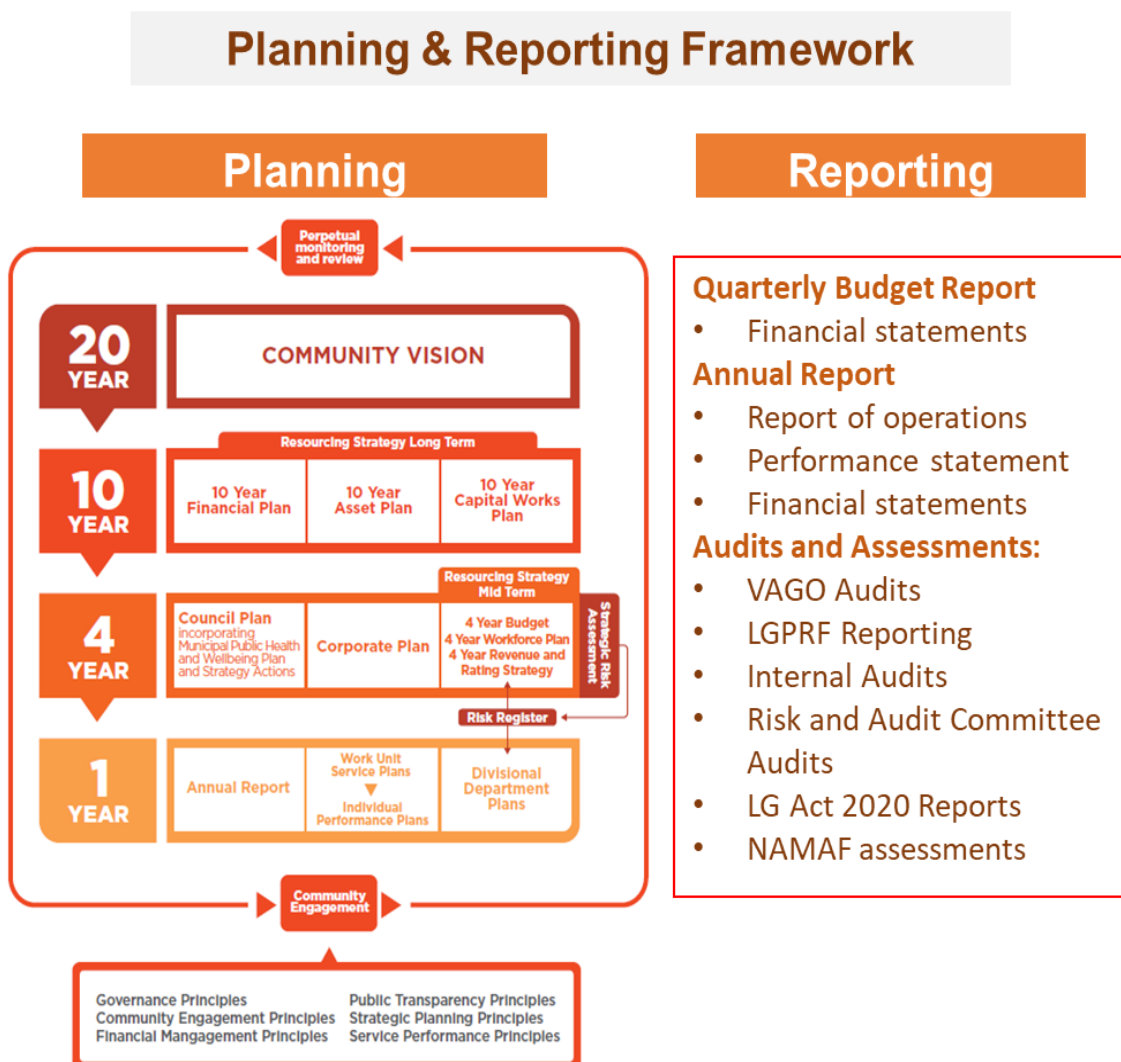 Planning & Reporting Framework
Planning
Perpetual
monitoring
and review
20
YEAR
COMMUNITY VISION
10
YEAR
Resourcing Strategy Long Term
10 Year
Financial Plan
10 Year
Asset Plan
10 Year
Capital Works
Plan
4
YEAR
Council Plan
incorporating
Municipal Public Health
and Wellbeing Plan
and Strategy Actions
Corporate Plan
Resourcing Strategy
Mid Term
4 Year Budget
4 Year Workforce Plan
4 Year Revenue and
Rating Strategy
Strategic Risk
Assessment
Risk Register
1
YEAR
Annual Report
Work Unit
Service Plans
Individual
Performance Plans
Divisional
Department
Plans
Community
Engagement
Governance Principles
Community Engagement Principles
Financial Mangagement Principles
Public Transparency Principles
Strategic Planning Principles
Service Performance Principles
Reporting
Quarterly Budget Report
• Financial statements
Annual Report
• Report of operations
• Performance statement
• Financial statements
Audits and Assessments:
• VAGO Audits
• LGPRF Reporting
• Internal Audits
• Risk and Audit Committee
Audits
• LG Act 2020 Reports
• NAMAF assessments